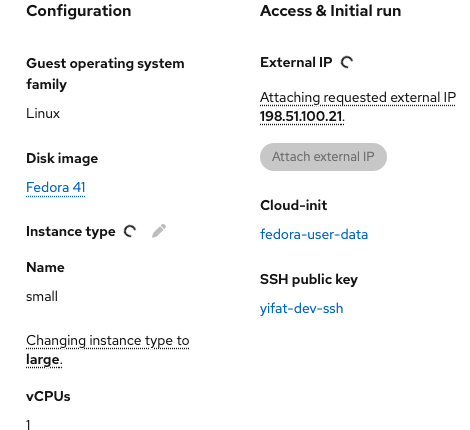 Configuration
Guest operating system
family
Linux
Disk image
Fedora 41
Instance type
Name
small
Changing instance type to
large.
vCPUs
1
Access & Initial run
External IP
Attaching requested external IP
198.51.100.21.
Attach external IP
Cloud-init
fedora-user-data
SSH public key
yifat-dev-ssh